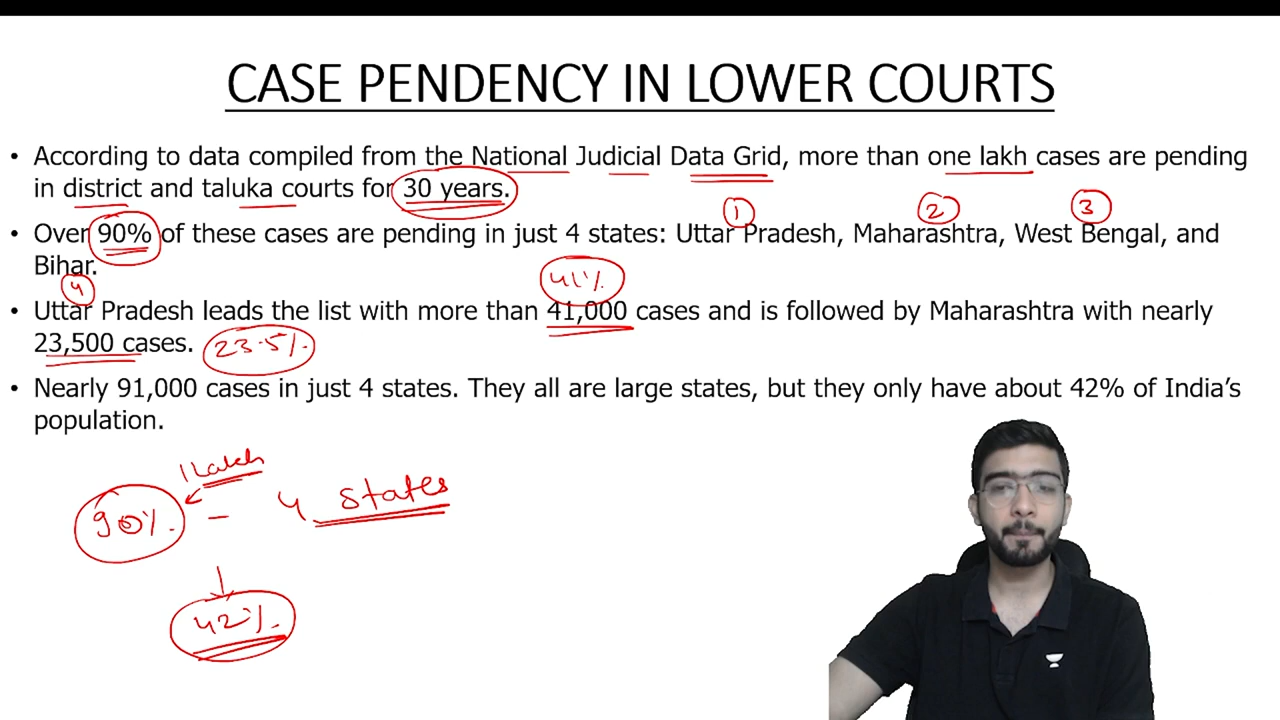 CASE PENDENCY IN LOWER COURTS
• According to data compiled from the National Judicial Data Grid, more than one lakh cases are pending
in district and taluka courts for 30 years.
1 2 3
• Over 90% of these cases are pending in just 4 states: Uttar Pradesh, Maharashtra, West Bengal, and
Bihar.
4 41%
• Uttar Pradesh leads the list with more than 41,000 cases and is followed by Maharashtra with nearly
23,500 cases. 23.5%
• Nearly 91,000 cases in just 4 states. They all are large states, but they only have about 42% of India's
population.
1 Lakh
90% - 4 states
42%